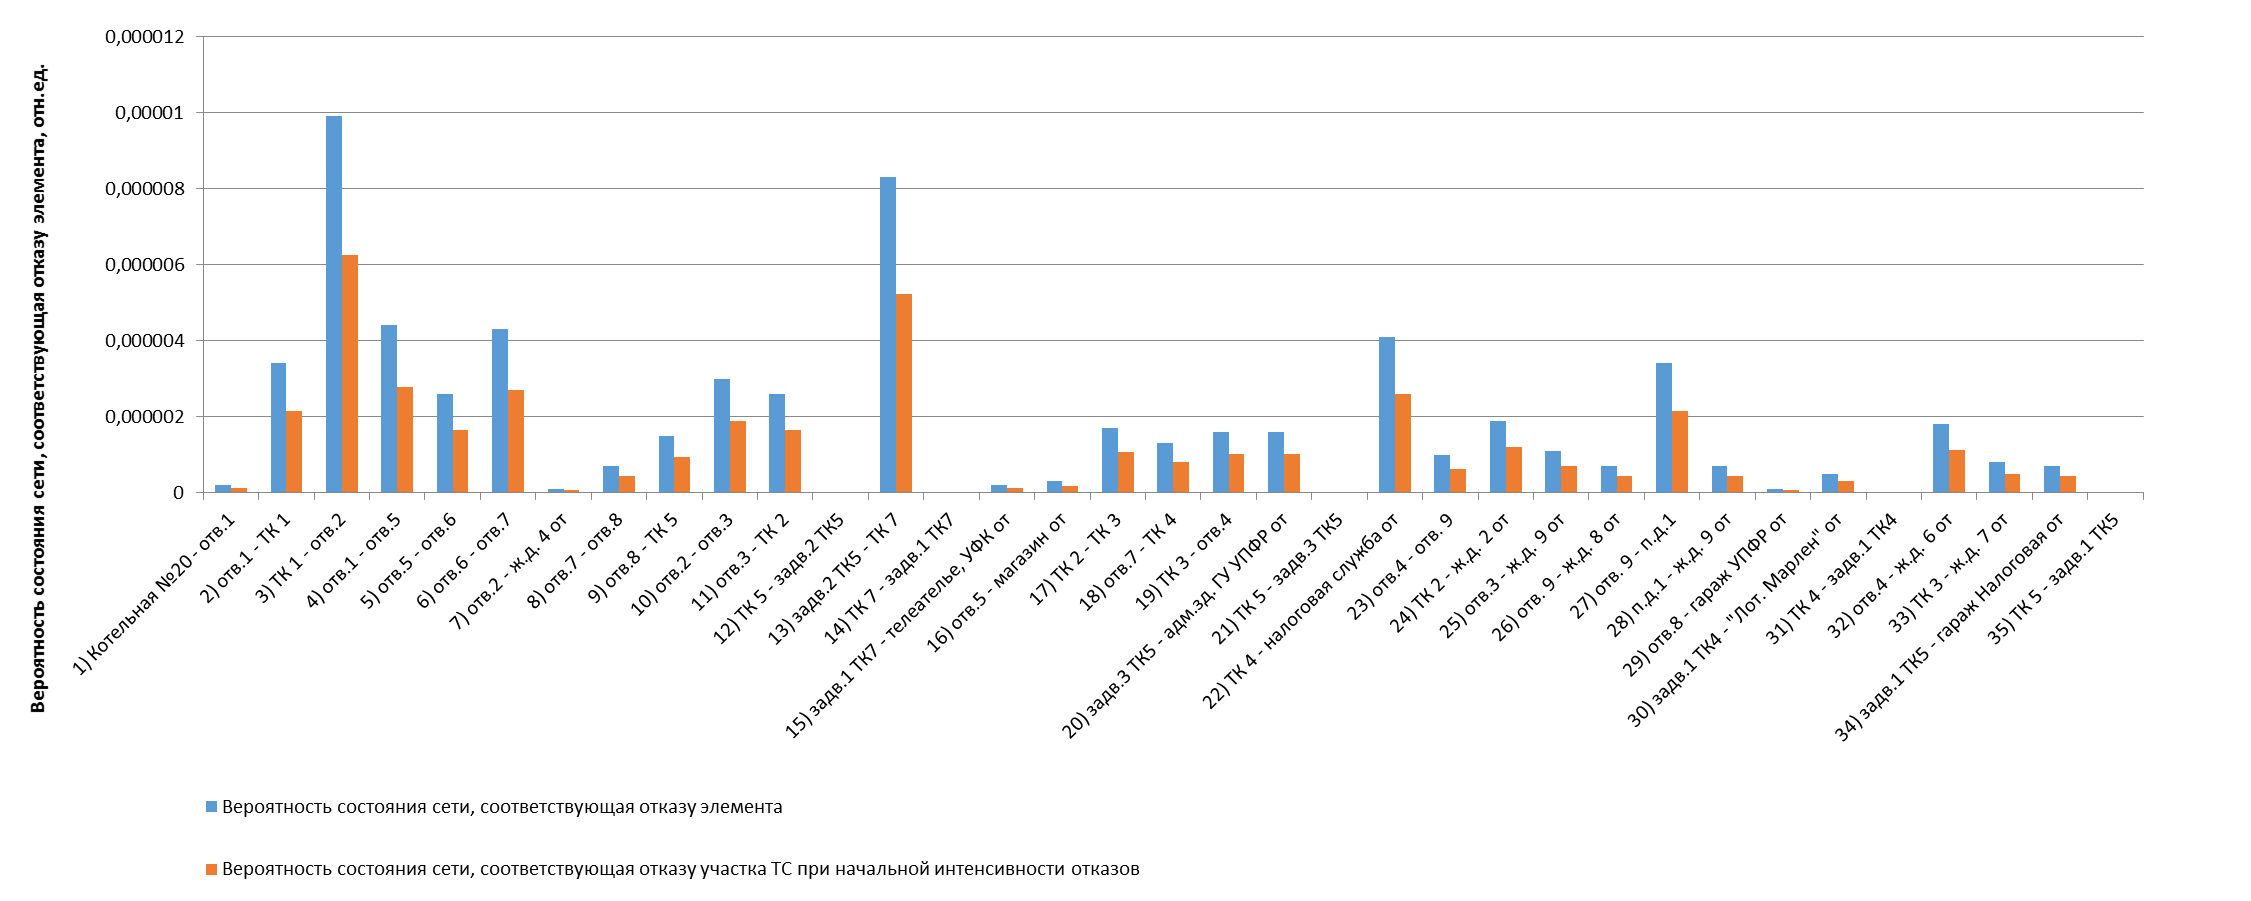 Вероятность состояния сети, соответствующая отказу элемента, отн.ед.
0,000012
0,00001
0,000008
0,000006
0,000004
0,000002
0
1) Котельная №20 - отв.1
2) отв.1 - ТК 1
3) ТК 1 - отв.2
4) отв.1 - отв.5
5) отв.5 - отв.6
6) отв.6 - отв.7
7) отв.2 - ж.д. 4 от
8) отв.7 - отв.8
9) отв.8 - ТК 5
10) отв.2 - отв.3
11) отв.3 - ТК 2
12) ТК 5 - задв.2 ТК5
13) задв.2 ТК5 - ТК 7
14) ТК 7 - задв.1 ТК7
15) задв.1 ТК7 - телеателье, УФК от
16) отв.5 - магазин от
17) ТК 2 - ТК 3
18) отв.7 - ТК 4
19) ТК 3 - отв.4
20) задв.3 ТК5 - адм.зд. ГУ УПФР от
21) ТК 5 - задв.3 ТК5
22) ТК 4 - налоговая служба от
23) отв.4 - отв. 9
24) ТК 2 - ж.д. 2 от
25) отв.3 - ж.д. 9 от
26) отв. 9 - ж.д. 8 от
27) отв. 9 - п.д.1
28) п.д.1 - ж.д. 9 от
29) отв.8 - гараж УПФР от
30) задв.1 ТК4 - "Лот. Марлен" от
31) ТК 4 - задв.1 ТК4
32) отв.4 - ж.д. 6 от
33) ТК 3 - ж.д. 7 от
34) задв.1 ТК5 - гараж Налоговая от
35) ТК 5 - задв.1 ТК5
Вероятность состояния сети, соответствующая отказу элемента
Вероятность состояния сети, соответствующая отказу участка ТС при начальной интенсивности отказов